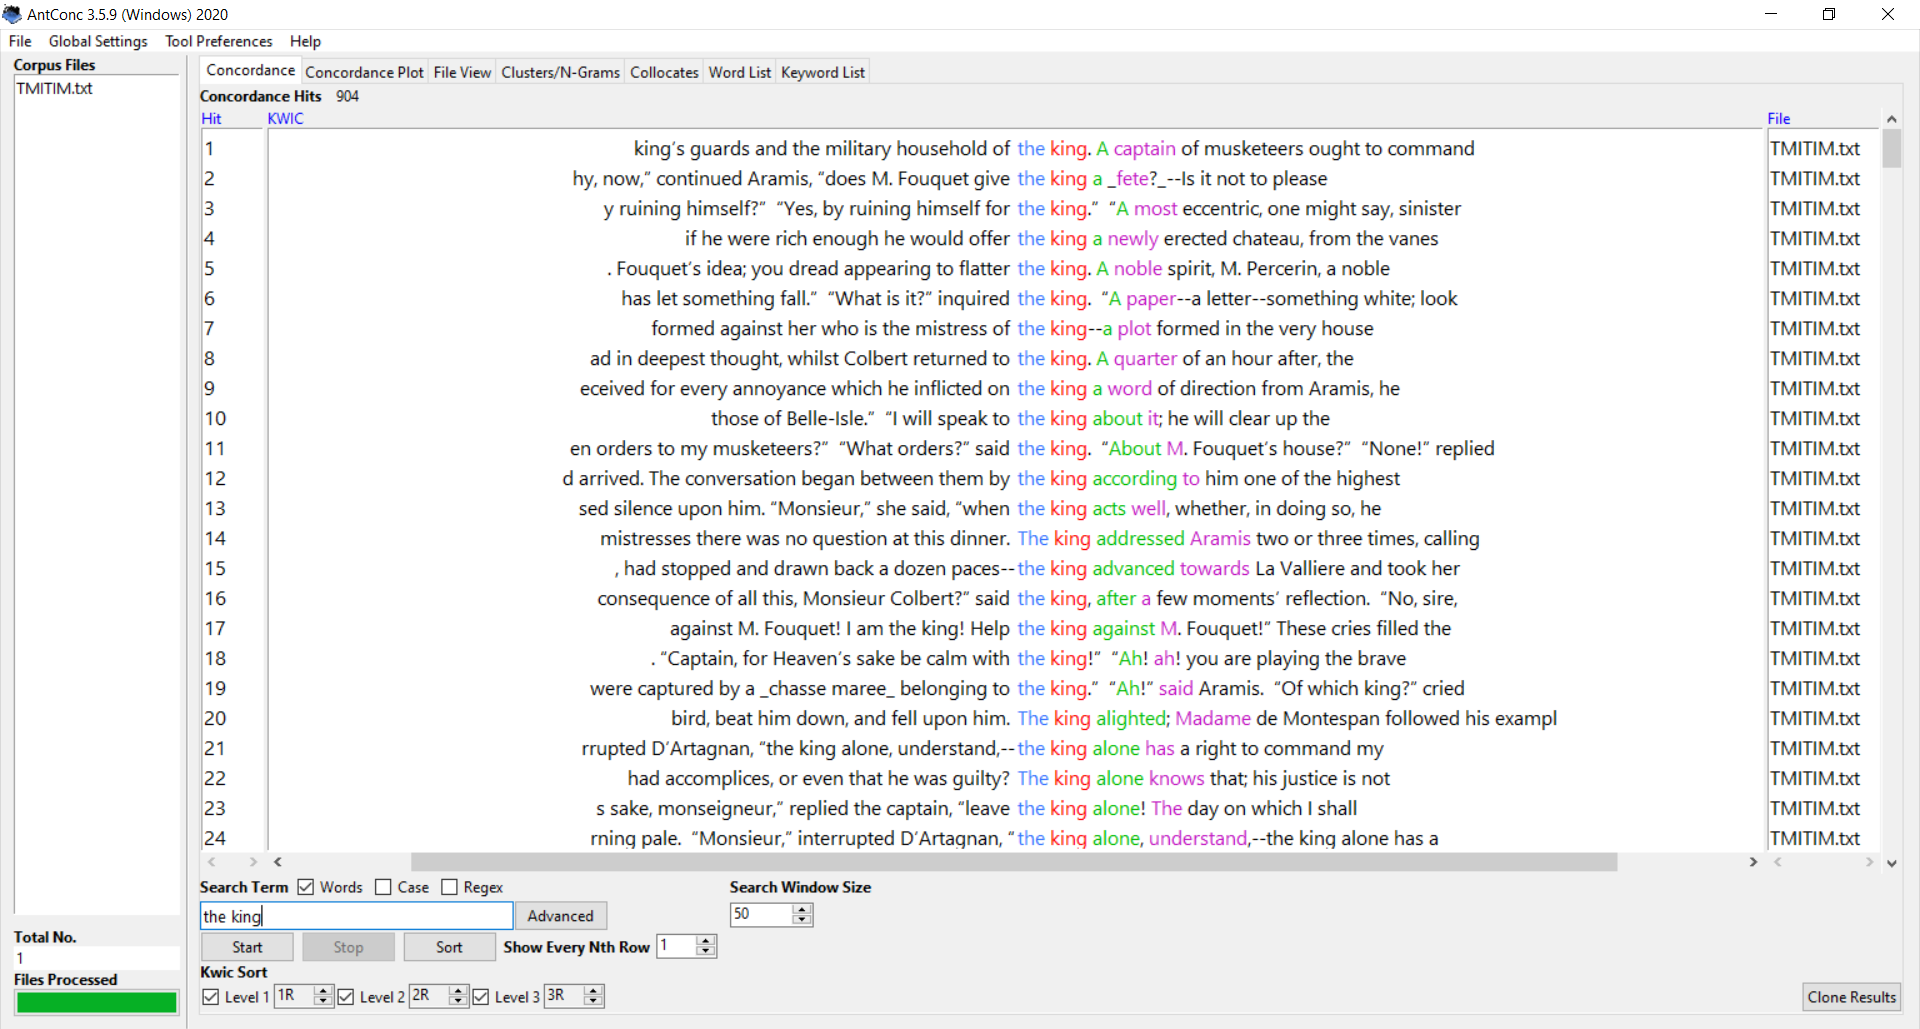 AntConc 3.5.9 (Windows) 2020
File Global Settings Tool Preferences Help
Corpus Files
TMITIM.txt
Concordance Concordance Plot File View Clusters/N-Grams Collocates Word List Keyword List
Concordance Hits 904
Hit KWIC File
1 king's guards and the military household of the king. A captain of musketeers ought to command TMITIM.txt
2 hy, now,“ continued Aramis, “does M. Fouquet give the king a _fete?_--Is it not to please TMITIM.txt
3 y ruining himself?“ “Yes, by ruining himself for the king.“ “A most eccentric, one might say, sinister TMITIM.txt
4 if he were rich enough he would offer the king a newly erected chateau, from the vanes TMITIM.txt
5 . Fouquet's idea; you dread appearing to flatter the king. A noble spirit, M. Percerin, a noble TMITIM.txt
6 has let something fall.“ “What is it?“ inquired the king. “A paper--a letter--something white; look TMITIM.txt
7 formed against her who is the mistress of the king--a plot formed in the very house TMITIM.txt
8 ad in deepest thought, whilst Colbert returned to the king. A quarter of an hour after, the TMITIM.txt
9 eceived for every annoyance which he inflicted on the king a word of direction from Aramis, he TMITIM.txt
10 those of Belle-Isle.“ “I will speak to the king about it; he will clear up the TMITIM.txt
11 en orders to my musketeers?“ “What orders?“ said the king. “About M. Fouquet's house?“ “None!“ replied TMITIM.txt
12 d arrived. The conversation began between them by the king according to him one of the highest TMITIM.txt
13 sed silence upon him. “Monsieur,“ she said, “when the king acts well, whether, in doing so, he TMITIM.txt
14 mistresses there was no question at this dinner. The king addressed Aramis two or three times, calling TMITIM.txt
15 , had stopped and drawn back a dozen paces--the king advanced towards La Valliere and took her TMITIM.txt
16 consequence of all this, Monsieur Colbert?“ said the king, after a few moments' reflection. “No, sire, TMITIM.txt
17 against M. Fouquet! I am the king! Help the king against M. Fouquet!“ These cries filled the TMITIM.txt
18 . “Captain, for Heaven's sake be calm with the king!“ “Ah! ah! you are playing the brave TMITIM.txt
19 were captured by a _chasse maree_ belonging to the king.“ “Ah!“ said Aramis. “Of which king?“ cried TMITIM.txt
20 bird, beat him down, and fell upon him. The king alighted; Madame de Montespan followed his exampl TMITIM.txt
21 rrupted D'Artagnan, “the king alone, understand,--the king alone has a right to command my TMITIM.txt
22 had accomplices, or even that he was guilty? The king alone knows that; his justice is not TMITIM.txt
23 s sake, monseigneur,“ replied the captain, “leave the king alone! The day on which I shall TMITIM.txt
24 rning pale. “Monsieur,“ interrupted D'Artagnan, “the king alone, understand,--the king alone has a TMITIM.txt
Search Term Words Case Regex Search Window Size
the king Advanced 50
Total No.
1
Start Stop Sort Show Every Nth Row 1
Kwic Sort
Files Processed
Level 1 1R Level 2 2R Level 3 3R
Clone Results